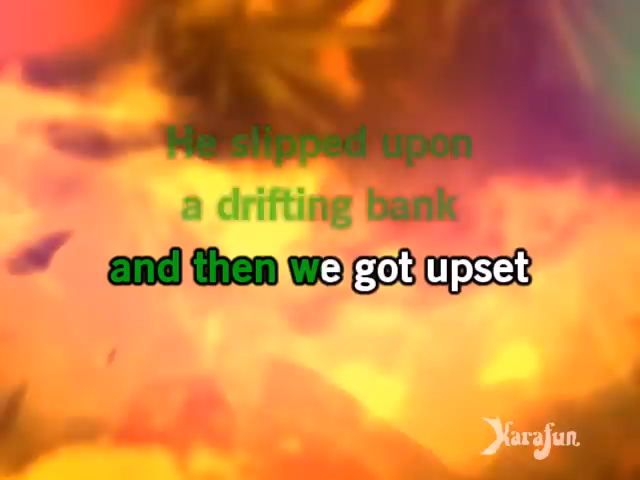 He slipped upon
a drifting bank
and then we got upset
Karafun